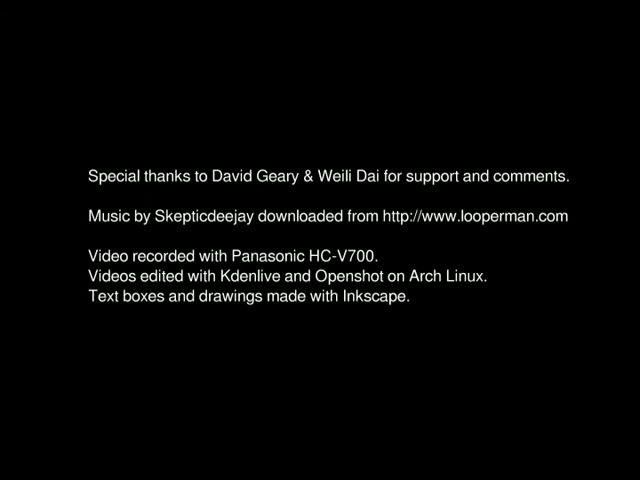 Special thanks to David Geary & Weili Dai for support and comments.
Music by Skepticdeejay downloaded from http://www.looperman.com
Video recorded with Panasonic HC-V700.
Videos edited with Kdenlive and Openshot on Arch Linux.
Text boxes and drawings made with Inkscape.